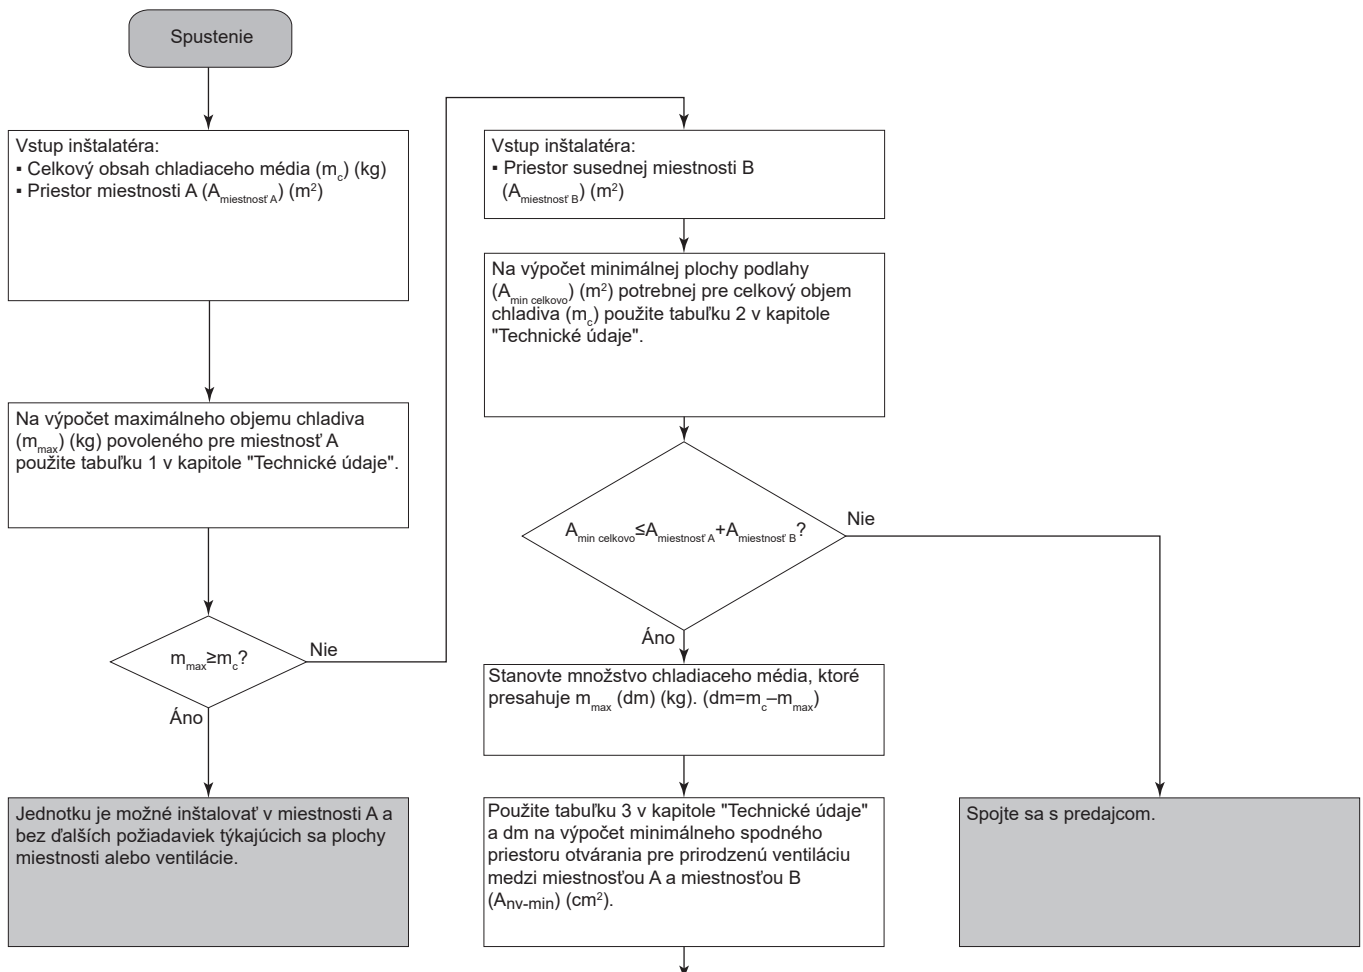 Spustenie
Vstup inštalatéra:
▪ Celkový obsah chladiaceho média (mc) (kg)
▪ Priestor miestnosti A (Amiestnosť A) (m²)
Na výpočet maximálneho objemu chladiva
(mmax) (kg) povoleného pre miestnosť A
použite tabuľku 1 v kapitole "Technické údaje".
mmax≥mc?
Nie
Áno
Jednotku je možné inštalovať v miestnosti A a
bez ďalších požiadaviek týkajúcich sa plochy
miestnosti alebo ventilácie.
Vstup inštalatéra:
▪ Priestor susednej miestnosti B
(Amiestnosť B) (m²)
Na výpočet minimálnej plochy podlahy
(Amin celkovo) (m²) potrebnej pre celkový objem
chladiva (mc) použite tabuľku 2 v kapitole
"Technické údaje".
Amin celkovo≤Amiestnosť A+Amiestnosť B?
Nie
Áno
Stanovte množstvo chladiaceho média, ktoré
presahuje mmax (dm) (kg). (dm=mc–mmax)
Použite tabuľku 3 v kapitole "Technické údaje"
a dm na výpočet minimálneho spodného
priestoru otvárania pre prirodzenú ventiláciu
medzi miestnosťou A a miestnosťou B
(Anv-min) (cm²).
Spojte sa s predajcom.